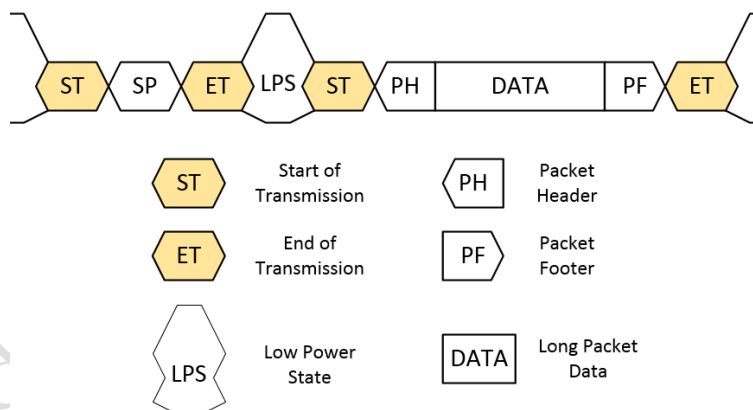 ST SP ET LPS ST PH DATA PF ET
ST Start of Transmission PH Packet Header
ET End of Transmission PF Packet Footer
LPS Low Power State DATA Long Packet Data